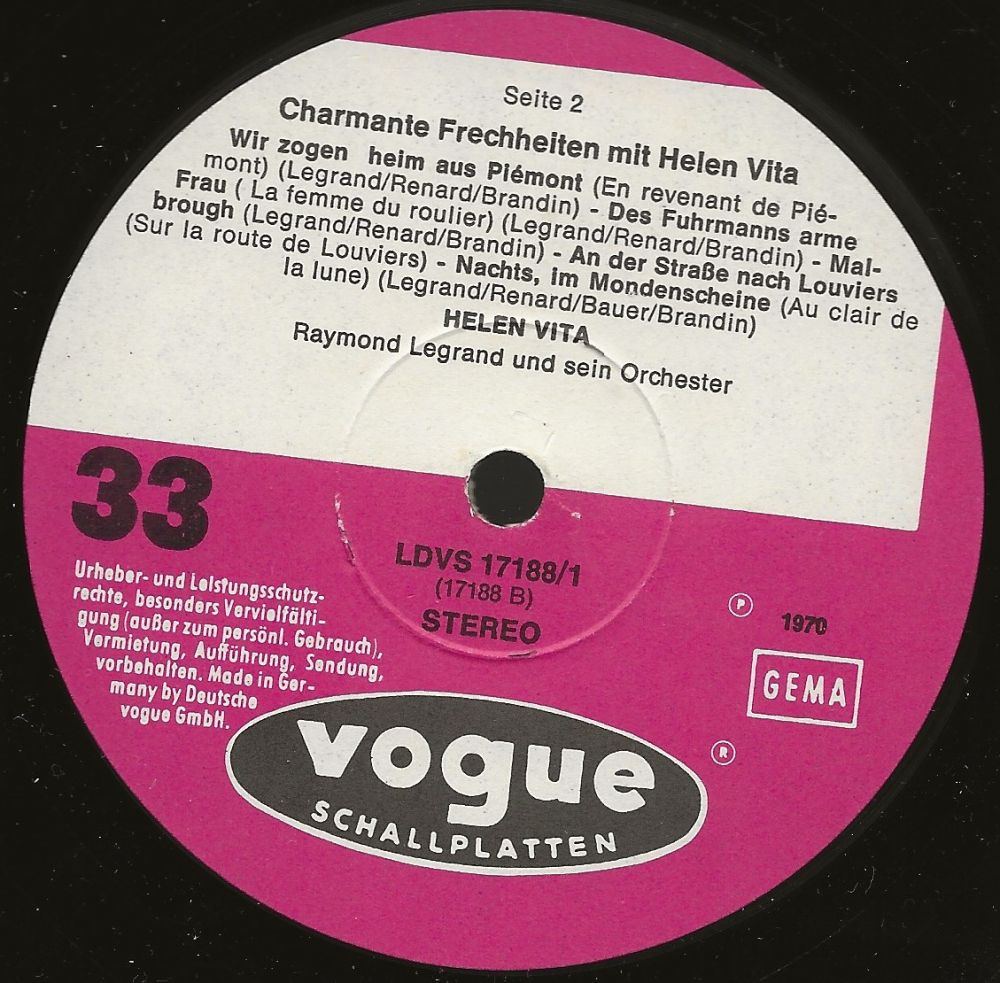 Seite 2
Charmante Frechheiten mit Helen Vita
Wir zogen heim aus Piémont (En revenant de Pié-
mont) (Legrand/Renard/Brandin) - Des Fuhrmanns arme
Frau ( La femme du roulier) (Legrand/Renard/Brandin) - Mal-
brough (Legrand/Renard/Brandin) - An der Straße nach Louviers
(Sur la route de Louviers) - Nachts, im Mondenscheine (Au clair de
la lune) (Legrand/Renard/Bauer/Brandin)
HELEN VITA
Raymond Legrand und sein Orchester
33
LDVS 17188/1
(17188 B)
STEREO
Urheber- und Leistungsschutz-
rechte, besonders Vervielfälti-
gung (außer zum persönl. Gebrauch),
Vermietung, Aufführung, Sendung,
vorbehalten. Made in Ger-
many by Deutsche
vogue GmbH.
Ⓟ 1970
GEMA
®
vogue
SCHALLPLATTEN